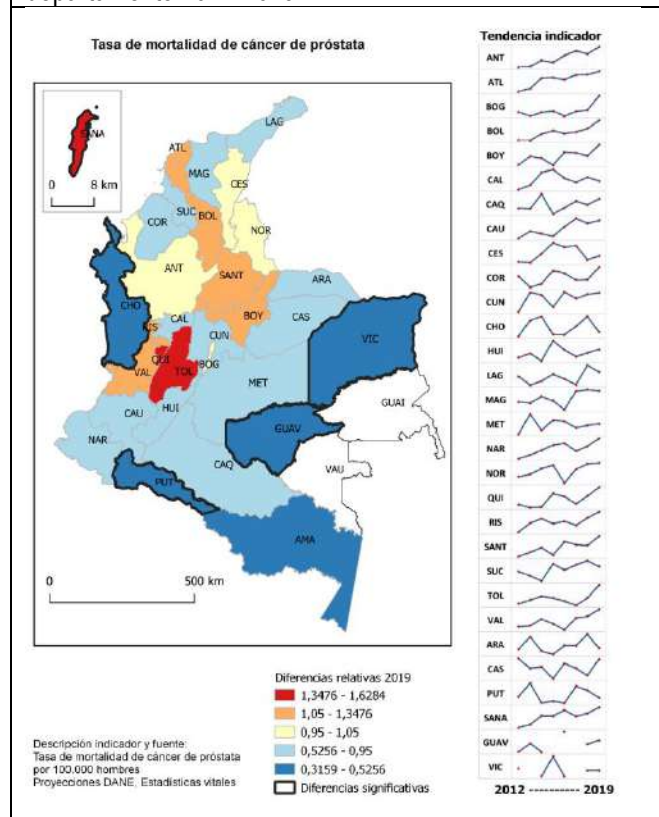 Tasa de mortalidad de cáncer de próstata
Tendencia indicador
SANA
0 8 km
LAG
ATL
MAG
CES
SUC
COR
BOL
NOR
ANT
SANT
ARA
CHO
BOY
CAL
CAS
RIS
CUN
VIC
QUI
BOG
VAL
TOL
MET
GUAI
CAU
HUI
GUAV
NAR
CAQ
VAU
PUT
AMA
0 500 km
ANT
ATL
BOG
BOL
BOY
CAL
CAQ
CAU
CES
COR
CUN
CHO
HUI
LAG
MAG
MET
NAR
NOR
QUI
RIS
SANT
SUC
TOL
VAL
ARA
CAS
PUT
SANA
GUAV
VIC
2012 ---------- 2019
Diferencias relativas 2019
1,3476 - 1,6284
1,05 - 1,3476
0,95 - 1,05
0,5256 - 0,95
0,3159 - 0,5256
Diferencias significativas
Descripción indicador y fuente:
Tasa de mortalidad de cáncer de próstata
por 100.000 hombres
Proyecciones DANE, Estadísticas vitales